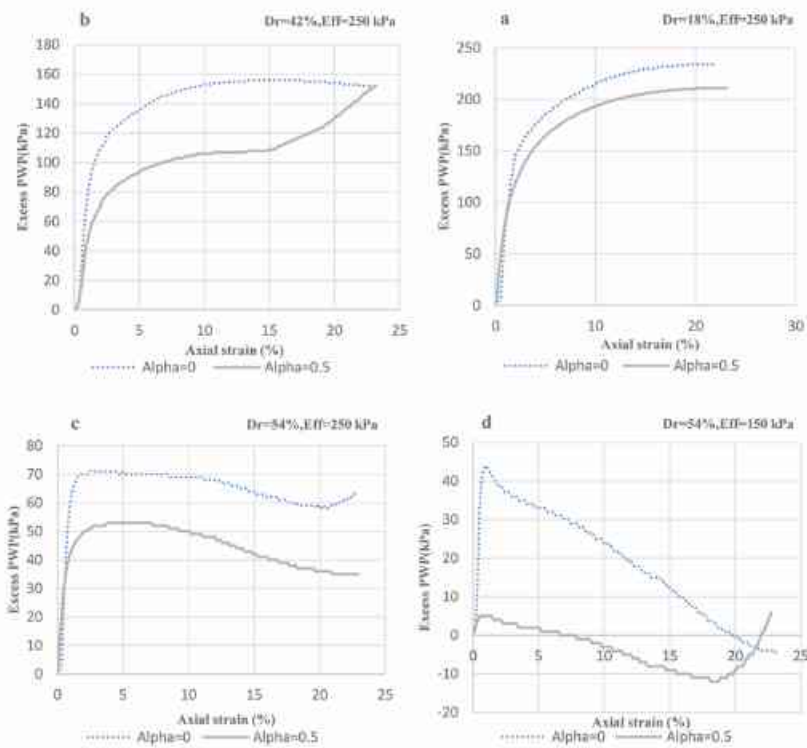 b
Dr=42%,Eff=250 kPa
180
160
140
120
100
80
60
40
20
0
Excess PWP(kPa)
0 5 10 15 20 25
Axial strain (%)
Alpha=0 Alpha=0.5
a
Dr=18%,Eff=250 kPa
250
200
150
100
50
0
Excess PWP(kPa)
0 10 20 30
Axial strain (%)
Alpha=0 Alpha=0.5
c
Dr=54%,Eff=250 kPa
80
70
60
50
40
30
20
10
0
Excess PWP(kPa)
0 5 10 15 20 25
Axial strain (%)
Alpha=0 Alpha=0.5
d
Dr=54%,Eff=150 kPa
50
40
30
20
10
0
-10
-20
Excess PWP(kPa)
0 5 10 15 20 25
Axial strain (%)
Alpha=0 Alpha=0.5